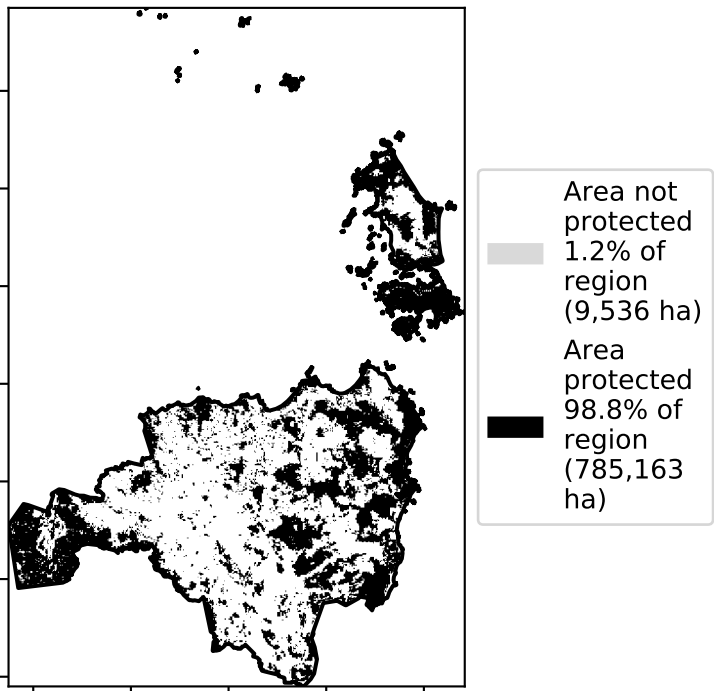 Area not
protected
1.2% of
region
(9,536 ha)
Area
protected
98.8% of
region
(785,163
ha)